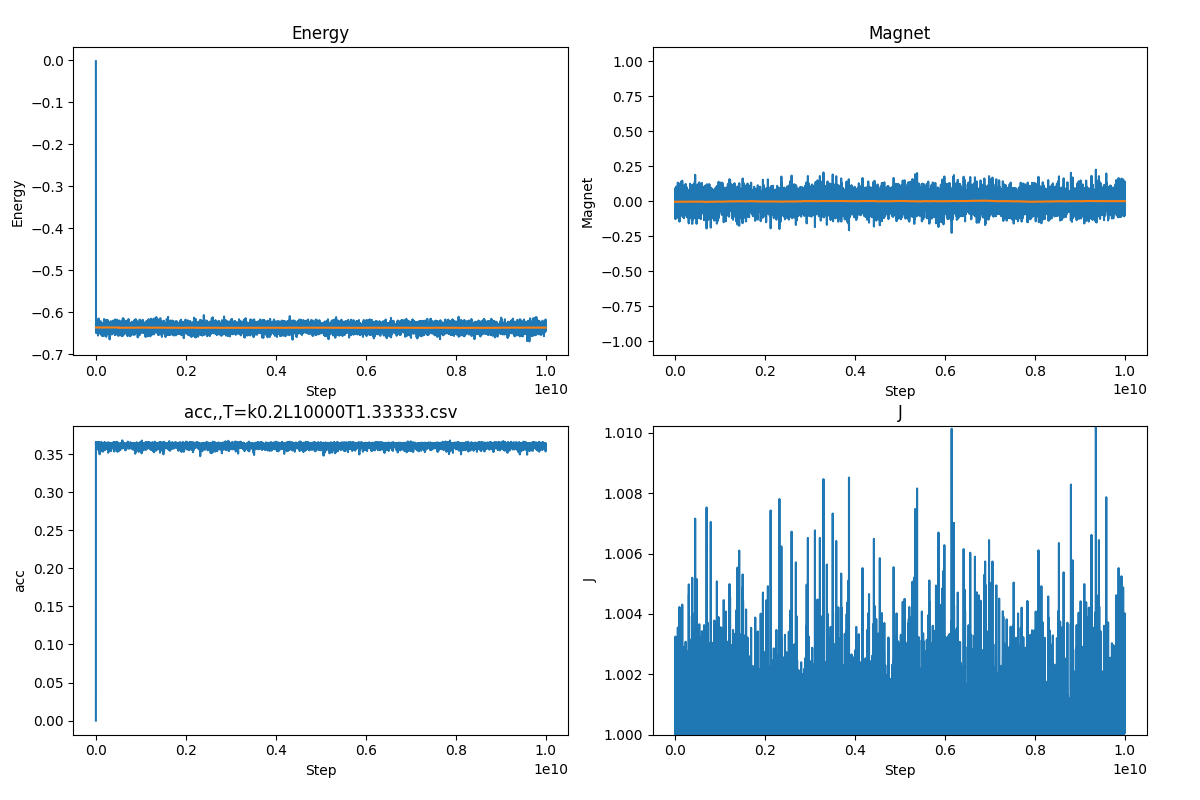 Energy
Energy
0.0
−0.1
−0.2
−0.3
−0.4
−0.5
−0.6
−0.7
0.0 0.2 0.4 0.6 0.8 1.0
1e10
Step
Magnet
Magnet
1.00
0.75
0.50
0.25
0.00
−0.25
−0.50
−0.75
−1.00
0.0 0.2 0.4 0.6 0.8 1.0
1e10
Step
acc,,T=k0.2L10000T1.33333.csv
acc
0.35
0.30
0.25
0.20
0.15
0.10
0.05
0.00
0.0 0.2 0.4 0.6 0.8 1.0
1e10
Step
J
J
1.010
1.008
1.006
1.004
1.002
1.000
0.0 0.2 0.4 0.6 0.8 1.0
1e10
Step